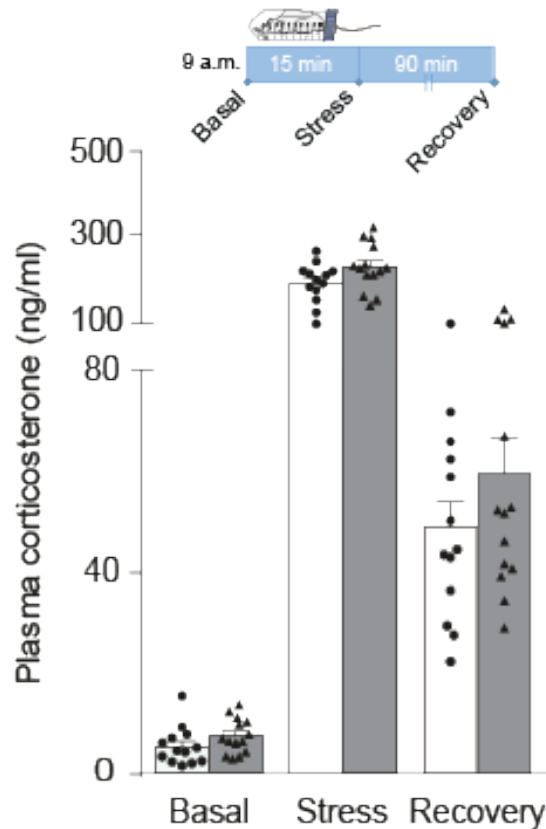 9 a.m. 15 min 90 min
Basal Stress Recovery
500
300
100
80
40
0
Plasma corticosterone (ng/ml)
Basal Stress Recovery